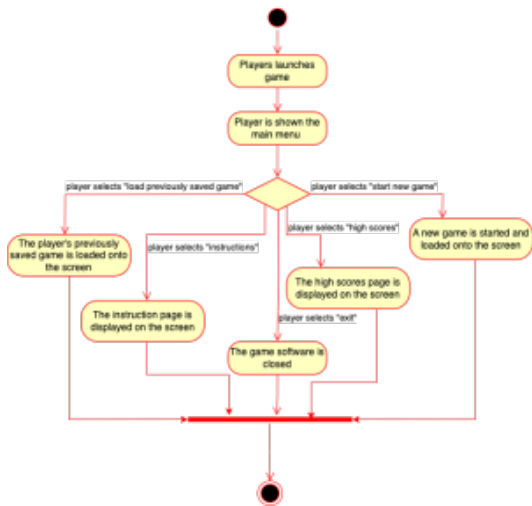 Players launches
game
Player is shown the
main menu
player selects "load previously saved game"
player selects "start new game"
player selects "instructions"
player selects "high scores"
The player's previously
saved game is loaded onto
the screen
A new game is started and
loaded onto the screen
The high scores page is
displayed on the screen
The instruction page is
displayed on the screen
player selects "exit"
The game software is
closed